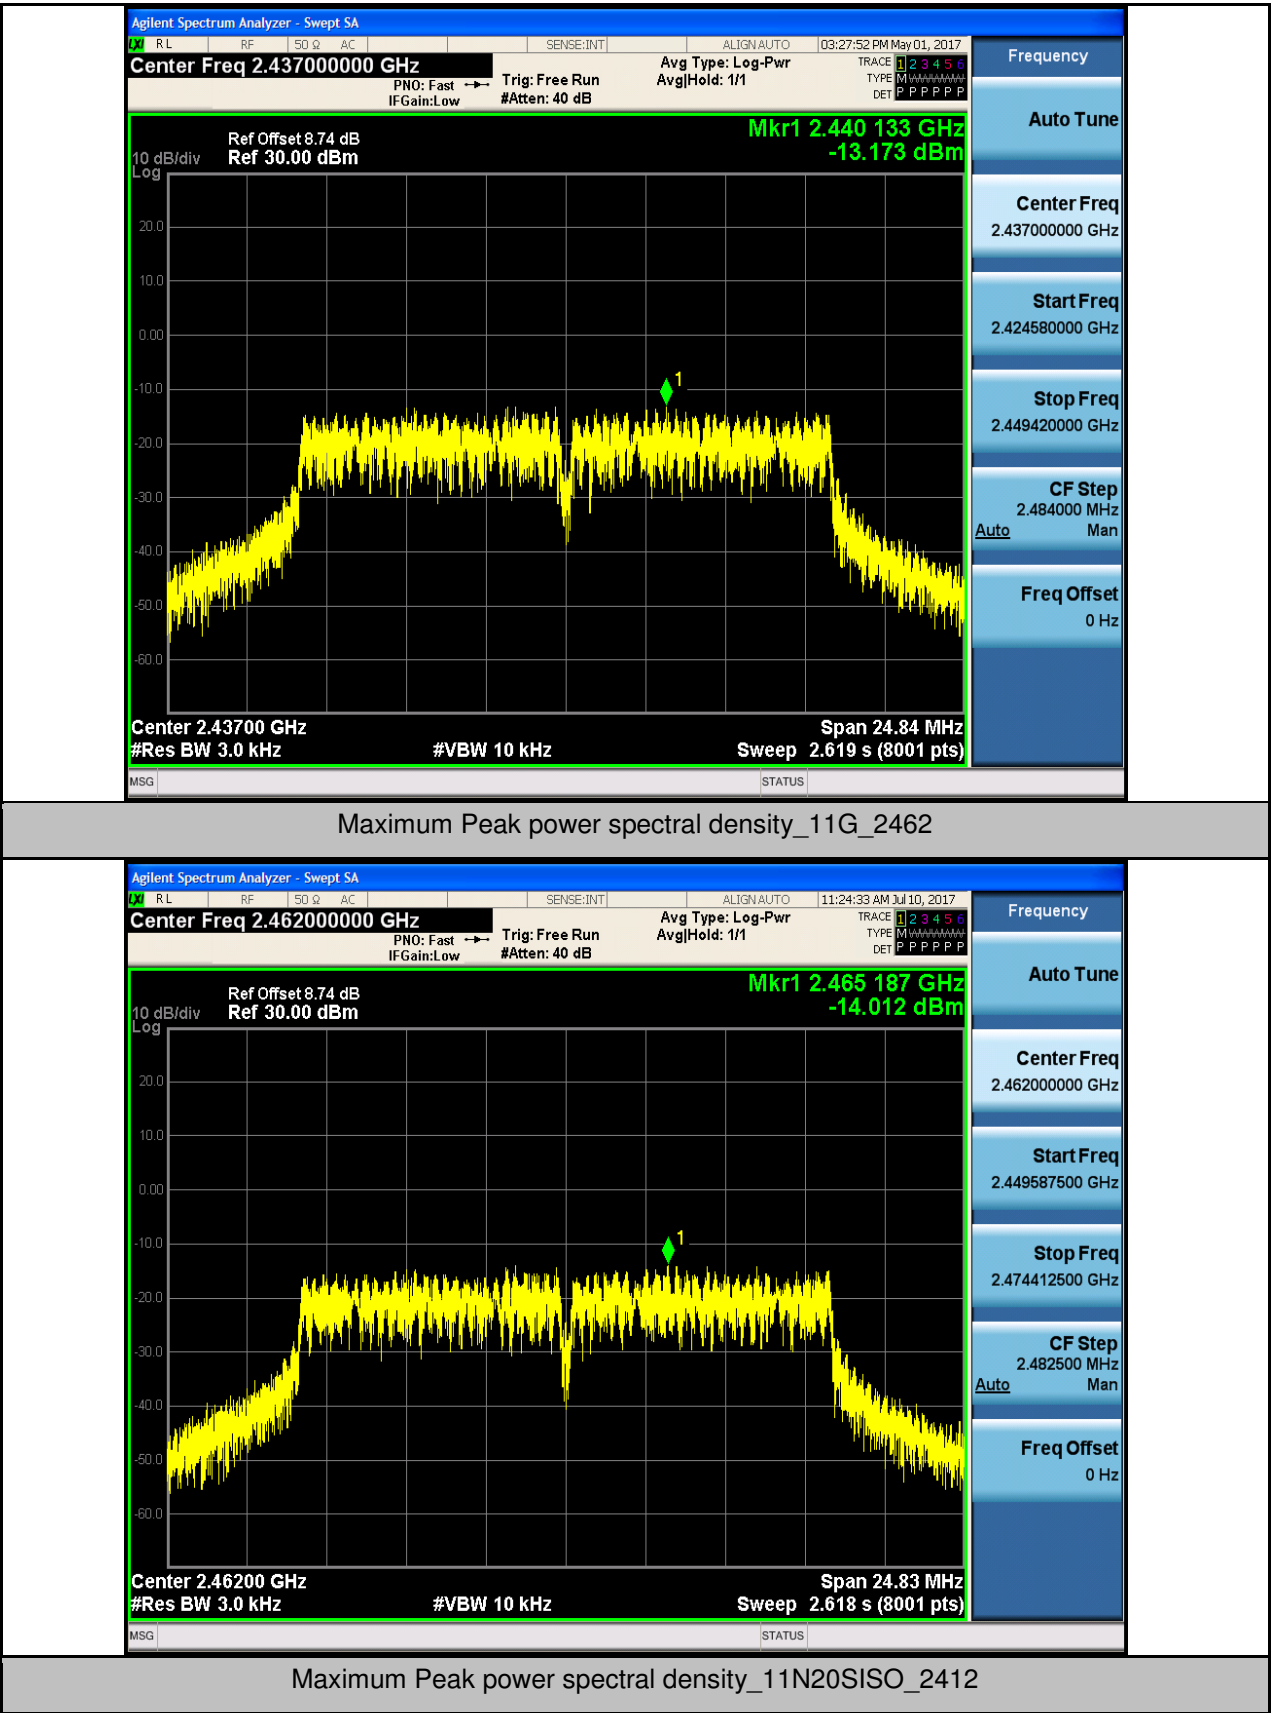 Agilent Spectrum Analyzer - Swept SA
LXI RL RF 50 Ω AC SENSE:INT ALIGN AUTO 03:27:52 PM May 01, 2017
Center Freq 2.437000000 GHz
Avg Type: Log-Pwr
TRACE 1 2 3 4 5 6
PNO: Fast
Trig: Free Run
Avg|Hold: 1/1
TYPE M WWWWW
IFGain:Low
#Atten: 40 dB
DET P P P P P P
Frequency
Mkr1 2.440 133 GHz
Ref Offset 8.74 dB
-13.173 dBm
10 dB/div Ref 30.00 dBm
Log
Auto Tune
Center Freq
2.437000000 GHz
Start Freq
2.424580000 GHz
Stop Freq
2.449420000 GHz
CF Step
2.484000 MHz
Auto Man
Freq Offset
0 Hz
20.0
10.0
0.00
-10.0
1
-20.0
-30.0
-40.0
-50.0
-60.0
Center 2.43700 GHz Span 24.84 MHz
#Res BW 3.0 kHz #VBW 10 kHz Sweep 2.619 s (8001 pts)
MSG STATUS
Maximum Peak power spectral density_11G_2462
Agilent Spectrum Analyzer - Swept SA
LXI RL RF 50 Ω AC SENSE:INT ALIGN AUTO 11:24:33 AM Jul 10, 2017
Center Freq 2.462000000 GHz
Avg Type: Log-Pwr
TRACE 1 2 3 4 5 6
PNO: Fast
Trig: Free Run
Avg|Hold: 1/1
TYPE M WWWWW
IFGain:Low
#Atten: 40 dB
DET P P P P P P
Frequency
Mkr1 2.465 187 GHz
Ref Offset 8.74 dB
-14.012 dBm
10 dB/div Ref 30.00 dBm
Log
Auto Tune
Center Freq
2.462000000 GHz
Start Freq
2.449587500 GHz
Stop Freq
2.474412500 GHz
CF Step
2.482500 MHz
Auto Man
Freq Offset
0 Hz
20.0
10.0
0.00
-10.0
1
-20.0
-30.0
-40.0
-50.0
-60.0
Center 2.46200 GHz Span 24.83 MHz
#Res BW 3.0 kHz #VBW 10 kHz Sweep 2.618 s (8001 pts)
MSG STATUS
Maximum Peak power spectral density_11N20SISO_2412